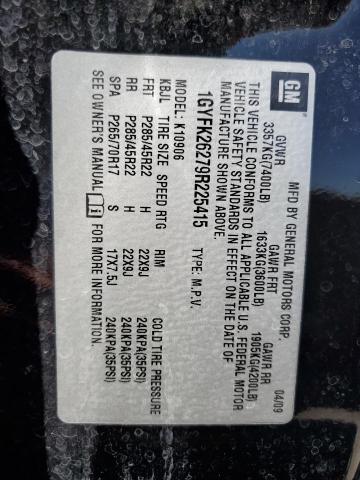 GM
MFD BY GENERAL MOTORS CORP. 04/09
GVWR GAWR FRT GAWR RR
3357KG(7400LB) 1633KG(3600LB) 1905KG(4200LB)
THIS VEHICLE CONFORMS TO ALL APPLICABLE U.S. FEDERAL MOTOR
VEHICLE SAFETY STANDARDS IN EFFECT ON THE DATE OF
MANUFACTURE SHOWN ABOVE.
1GYFK26279R225415 TYPE: M.P.V.
MODEL: K10906
KBJL TIRE SIZE SPEED RTG RIM COLD TIRE PRESSURE
FRT P285/45R22 H 22X9J 240KPA(35PSI)
RR P285/45R22 H 22X9J 240KPA(35PSI)
SPA P265/70R17 S 17X7.5J 240KPA(35PSI)
SEE OWNER'S MANUAL i FOR MORE INFORMATION.